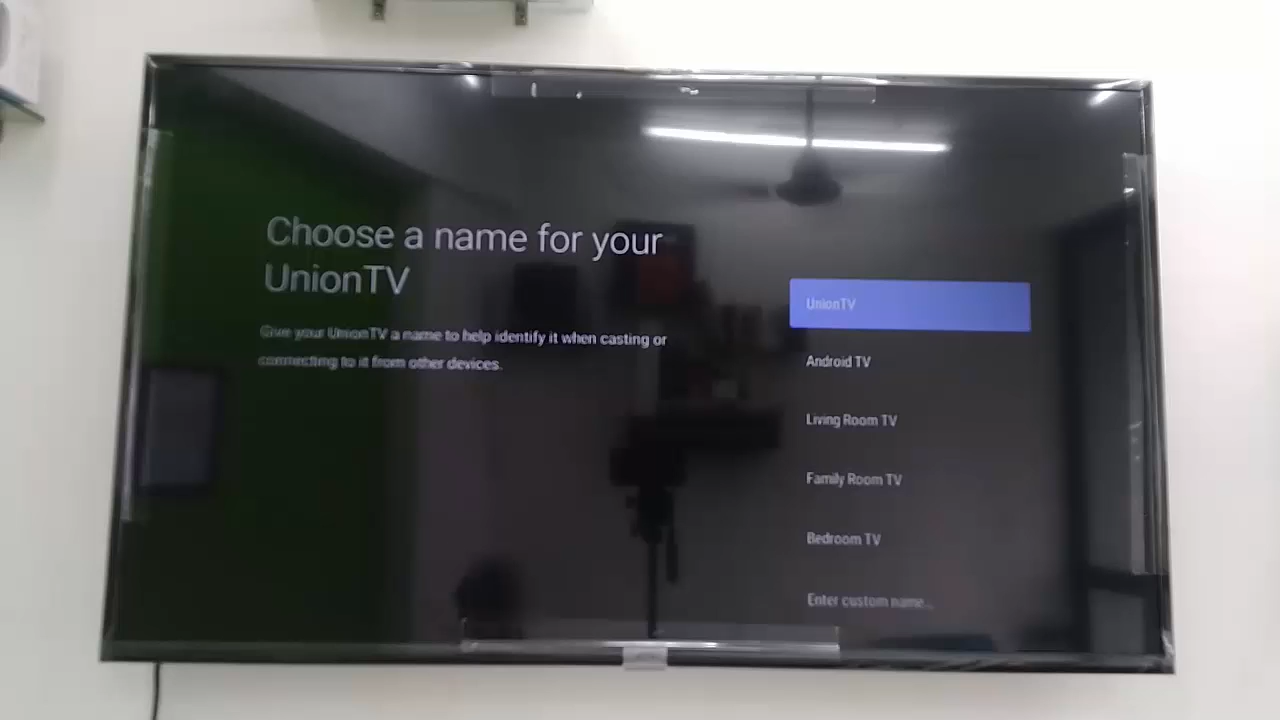 Choose a name for your
UnionTV
Give your UnionTV a name to help identify it when casting or
connecting to it from other devices.
UnionTV
Android TV
Living Room TV
Family Room TV
Bedroom TV
Enter custom name...